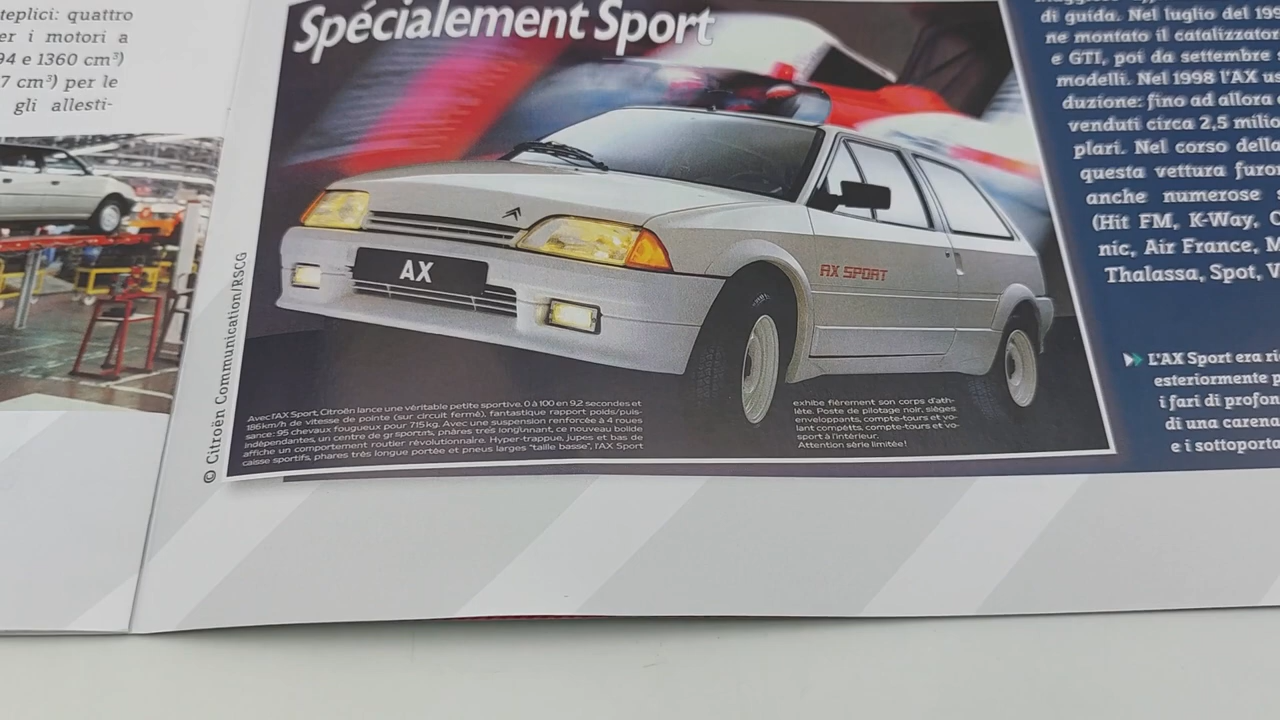 teplici: quattro
er i motori a
94 e 1360 cm³)
7 cm³) per le
gli allesti-
© Citroën Communication/RSCG
Spécialement Sport
AX
AX SPORT
Avec l'AX Sport, Citroën lance une véritable petite sportive. 0 à 100 en 9,2 secondes et
186 km/h de vitesse de pointe (sur circuit fermé), fantastique rapport poids/puis-
sance: 95 chevaux fougueux pour 715 kg. Avec une suspension renforcée à 4 roues
indépendantes, un centre de ce nouveau bolide
affiche un comportement routier révolutionnaire. Hyper-trappue, jupes et bas de
caisse sportifs, phares très longue portée et pneus larges "taille basse", l'AX Sport
exhibe fièrement son corps d'ath-
lète. Poste de pilotage noir, sièges
enveloppants, compte-tours et vo-
lant compétts, compte-tours et vo-
sport à l'intérieur.
Attention série limitée!
di guida. Nel luglio del 199
ne montato il catalizzator
e GTI, poi da settembre
modelli. Nel 1998 l'AX us
duzione: fino ad allora
venduti circa 2,5 milio
plari. Nel corso della
questa vettura furor
anche numerose
(Hit FM, K-Way, C
nic, Air France, M
Thalassa, Spot, V
L'AX Sport era ri
esteriormente p
i fari di profon
di una carena
e i sottoporta